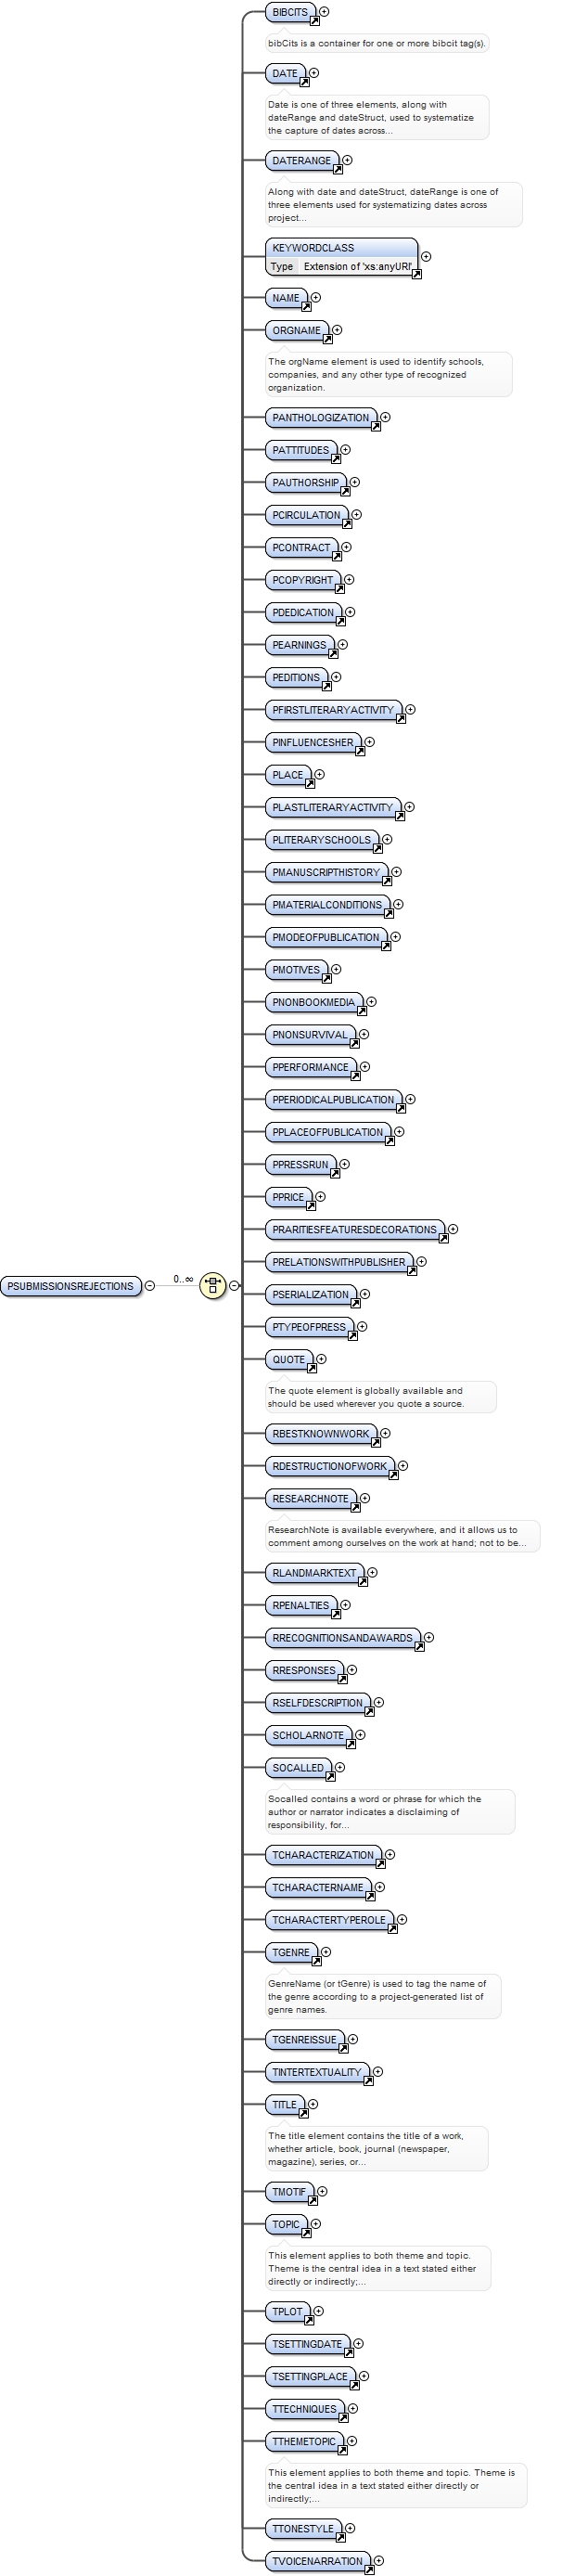 BIBCITS
bibCits is a container for one or more bibcit tag(s).
DATE
Date is one of three elements, along with
dateRange and dateStruct, used to systematize
the capture of dates across...
DATERANGE
Along with date and dateStruct, dateRange is one of
three elements used for systematizing dates across
project...
KEYWORDCLASS
Type Extension of 'xs:anyURI'
NAME
ORGNAME
The orgName element is used to identify schools,
companies, and any other type of recognized
organization.
PANTHOLOGIZATION
PATTITUDES
PAUTHORSHIP
PCIRCULATION
PCONTRACT
PCOPYRIGHT
PDEDICATION
PEARNINGS
PEDITIONS
PFIRSTLITERARYACTIVITY
PINFLUENCESHER
PLACE
PLASTLITERARYACTIVITY
PLITERARYSCHOOLS
PMANUSCRIPTHISTORY
PMATERIALCONDITIONS
PMODEOFPUBLICATION
PMOTIVES
PNONBOOKMEDIA
PNONSURVIVAL
PPERFORMANCE
PPERIODICALPUBLICATION
PPLACEOFPUBLICATION
PPRESSRUN
PPRICE
PRARITIESFEATURESDECORATIONS
PRELATIONSWITHPUBLISHER
PSUBMISSIONSREJECTIONS 0..∞
PSERIALIZATION
PTYPEOFPRESS
QUOTE
The quote element is globally available and
should be used wherever you quote a source.
RBESTKNOWNWORK
RDESTRUCTIONOFWORK
RESEARCHNOTE
ResearchNote is available everywhere, and it allows us to
comment among ourselves on the work at hand; not to be...
RLANDMARKTEXT
RPENALTIES
RRECOGNITIONSANDAWARDS
RRESPONSES
RSELFDESCRIPTION
SCHOLARNOTE
SOCALLED
Socalled contains a word or phrase for which the
author or narrator indicates a disclaiming of
responsibility, for...
TCHARACTERIZATION
TCHARACTERNAME
TCHARACTERTYPEROLE
TGENRE
GenreName (or tGenre) is used to tag the name of
the genre according to a project-generated list of
genre names.
TGENREISSUE
TINTERTEXTUALITY
TITLE
The title element contains the title of a work,
whether article, book, journal (newspaper,
magazine), series, or...
TMOTIF
TOPIC
This element applies to both theme and topic.
Theme is the central idea in a text stated either
directly or indirectly;...
TPLOT
TSETTINGDATE
TSETTINGPLACE
TTECHNIQUES
TTHEMETOPIC
This element applies to both theme and topic. Theme is
the central idea in a text stated either directly or
indirectly;...
TTONESTYLE
TVOICENARRATION